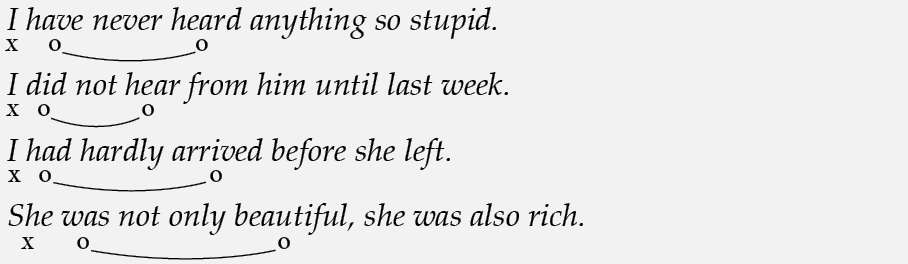 I have never heard anything so stupid.
x o o
I did not hear from him until last week.
x o o
I had hardly arrived before she left.
x o o
She was not only beautiful, she was also rich.
x o o